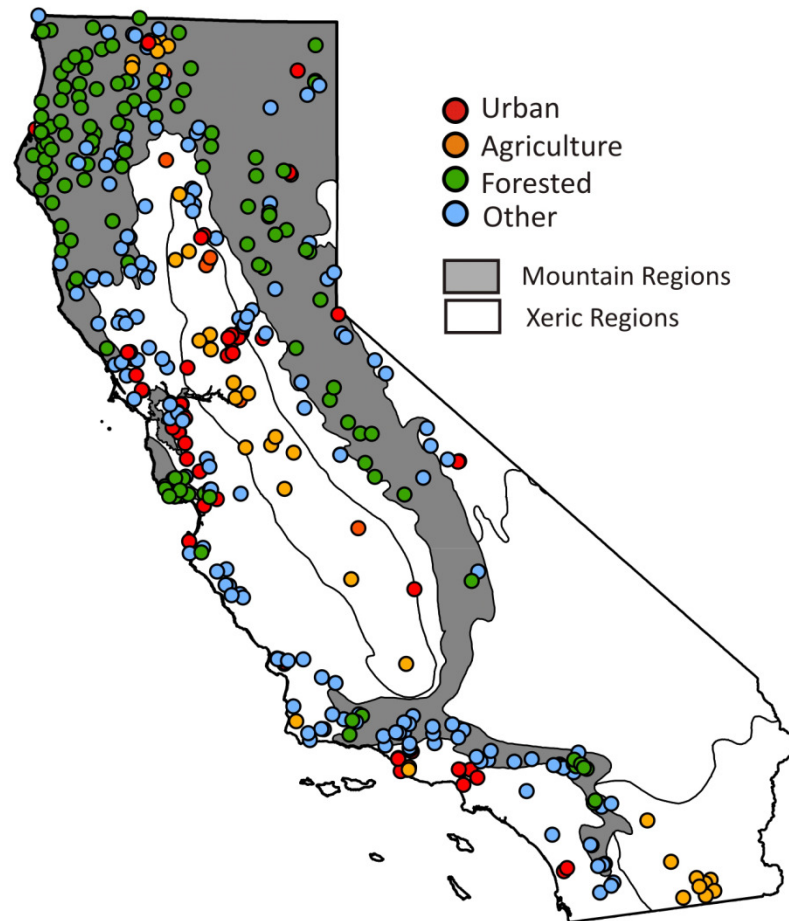 Urban
Agriculture
Forested
Other
Mountain Regions
Xeric Regions